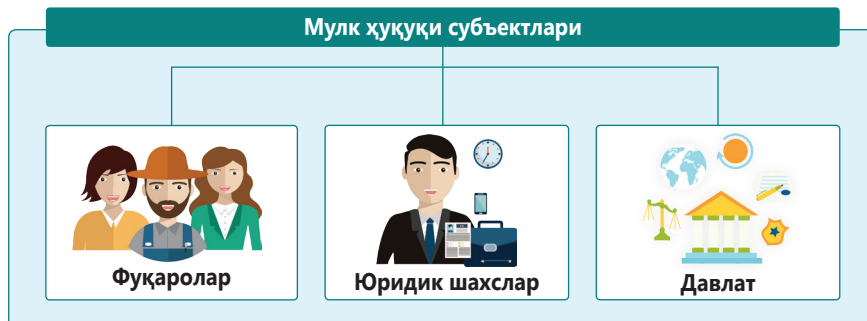 Мулк ҳуқуқи субъектлари
Фуқаролар
Юридик шахслар
Давлат